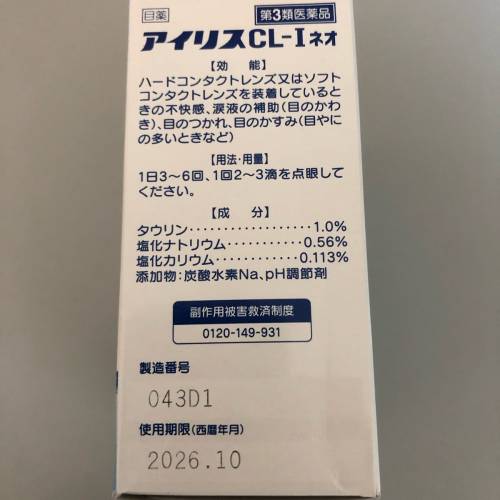 目薬 第3類医薬品
アイリスCL-Iネオ
【効 能】
ハードコンタクトレンズ又はソフト
コンタクトレンズを装着していると
きの不快感、涙液の補助(目のかわ
き)、目のつかれ、目のかすみ(目やに
の多いときなど)
【用法・用量】
1日3〜6回、1回2〜3滴を点眼して
ください。
【成 分】
タウリン・・・・・・・・・・・・・・・・・・・・1.0%
塩化ナトリウム・・・・・・・・・・・0.56%
塩化カリウム・・・・・・・・・・・・0.113%
添加物:炭酸水素Na、pH調節剤
副作用被害救済制度
0120-149-931
製造番号
043D1
使用期限(西暦年月)
2026.10